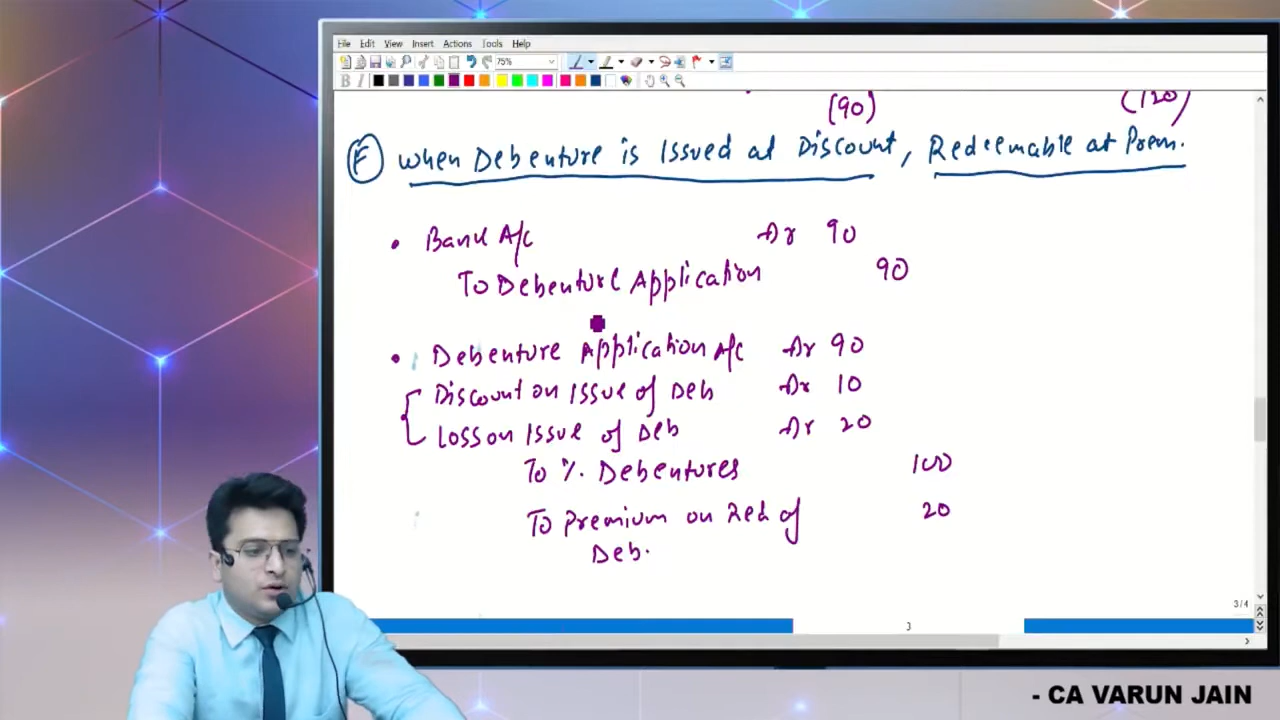 File Edit View Insert Actions Tools Help
75%
B I
(90) (120)
(F) When Debenture is Issued at Discount, Redeemable at Prem.
• Bank A/c Dr 90
To Debenture Application 90
• Debenture Application A/c Dr 90
Discount on Issue of Deb Dr 10
Loss on Issue of Deb Dr 20
To %. Debentures 100
To Premium on Red of 20
Deb.
3/4
3
- CA VARUN JAIN